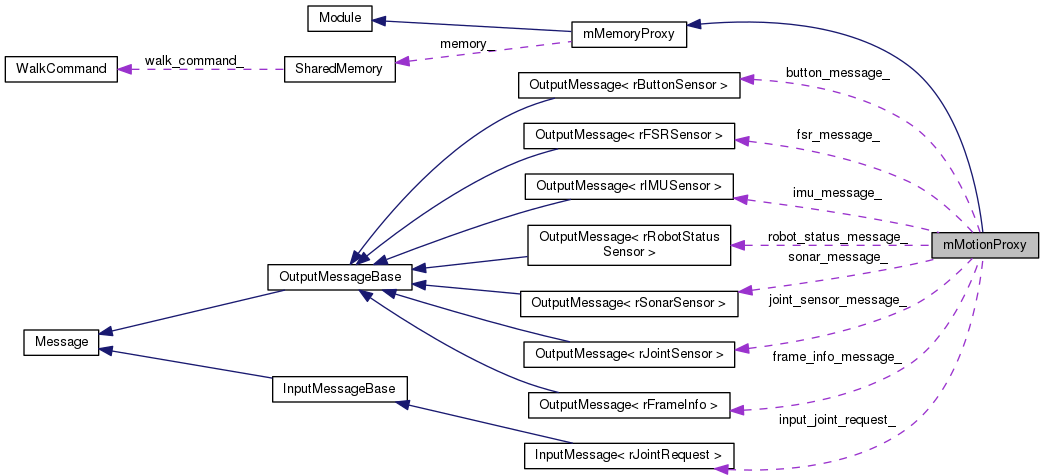 Module
mMemoryProxy
memory_
WalkCommand
walk_command_
SharedMemory
button_message_
OutputMessage< rButtonSensor >
fsr_message_
OutputMessage< rFSRSensor >
imu_message_
OutputMessage< rIMUSensor >
OutputMessage< rRobotStatus
Sensor >
robot_status_message_
mMotionProxy
sonar_message_
OutputMessageBase
OutputMessage< rSonarSensor >
joint_sensor_message_
Message
OutputMessage< rJointSensor >
frame_info_message_
InputMessageBase
OutputMessage< rFrameInfo >
input_joint_request_
InputMessage< rJointRequest >